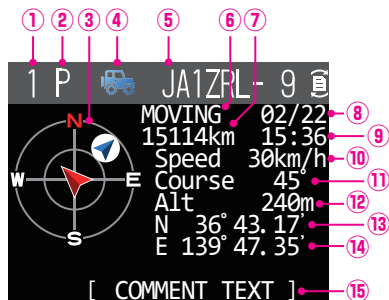 ① ② ③ ④ ⑤ ⑥ ⑦
1 P JA1ZRL- 9
N MOVING 02/22 ⑧
15114km 15:36 ⑨
Speed 30km/h ⑩
W E Course 45° ⑪
Alt 240m ⑫
S N 36°43.17' ⑬
E 139°47.35' ⑭
[ COMMENT TEXT ] ⑮